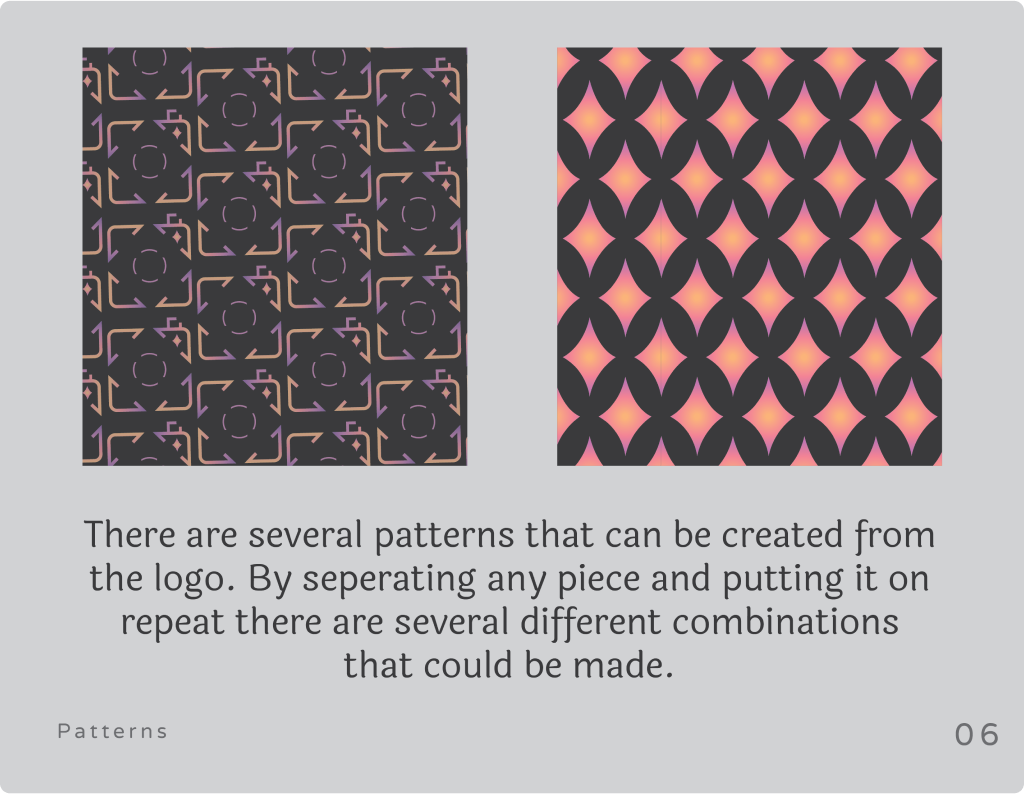 There are several patterns that can be created from
the logo. By seperating any piece and putting it on
repeat there are several different combinations
that could be made.
Patterns
06